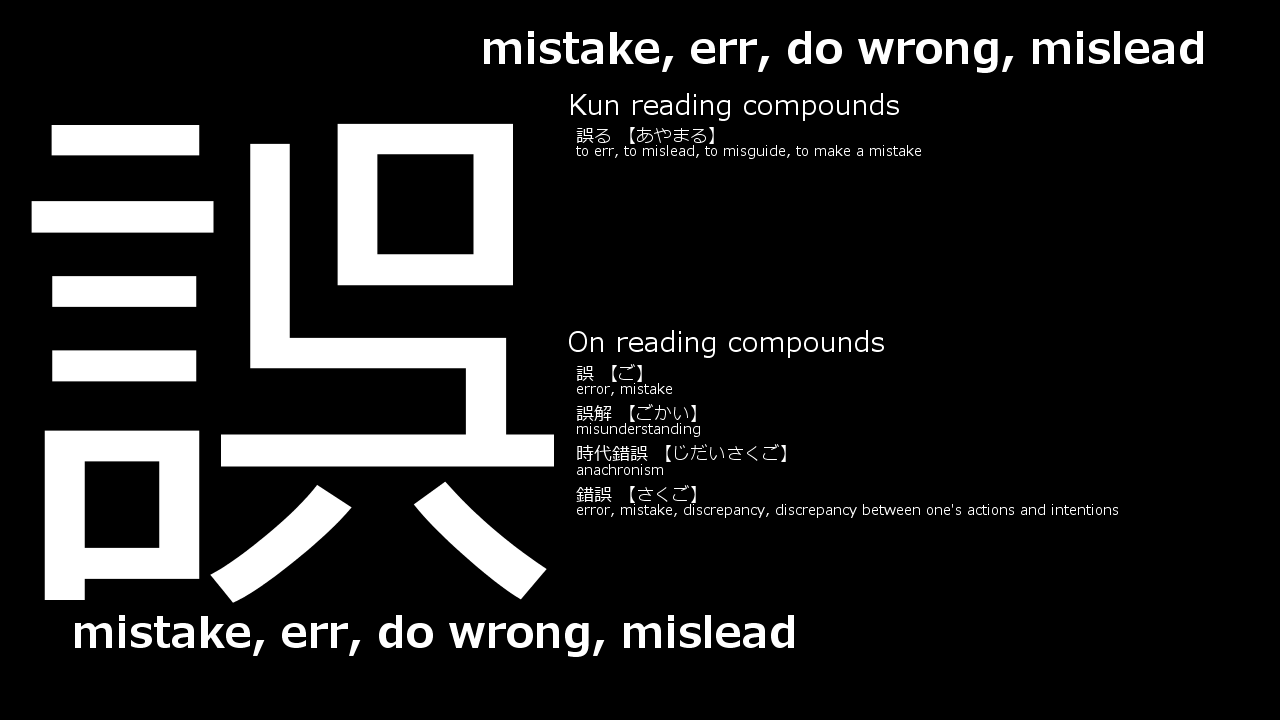 mistake, err, do wrong, mislead
誤
Kun reading compounds
誤る 【あやまる】
to err, to mislead, to misguide, to make a mistake
On reading compounds
誤 【ご】
error, mistake
誤解 【ごかい】
misunderstanding
時代錯誤 【じだいさくご】
anachronism
錯誤 【さくご】
error, mistake, discrepancy, discrepancy between one's actions and intentions
mistake, err, do wrong, mislead